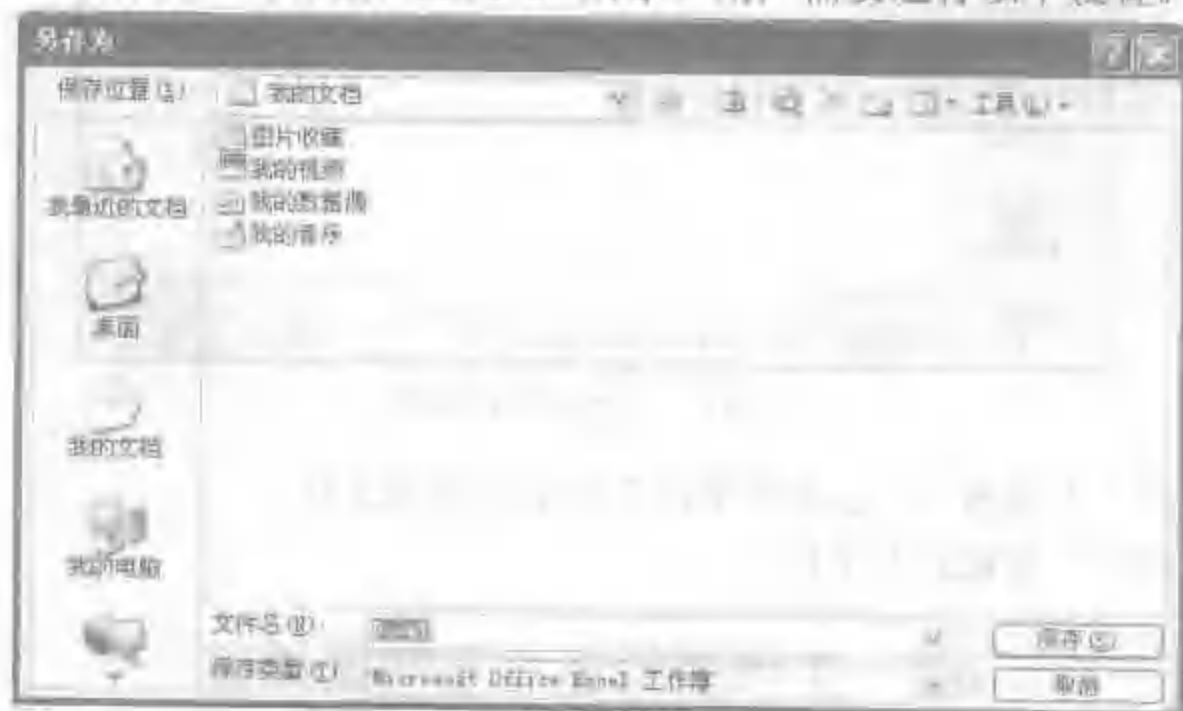 另存为
保存位置(I): 我的文档
工具(L)
图片收藏
我的视频
我的数据源
我的音乐
我最近的文档
桌面
我的文档
我的电脑
文件名(N):
保存类型(T): Microsoft Office Excel 工作簿
保存(S)
取消